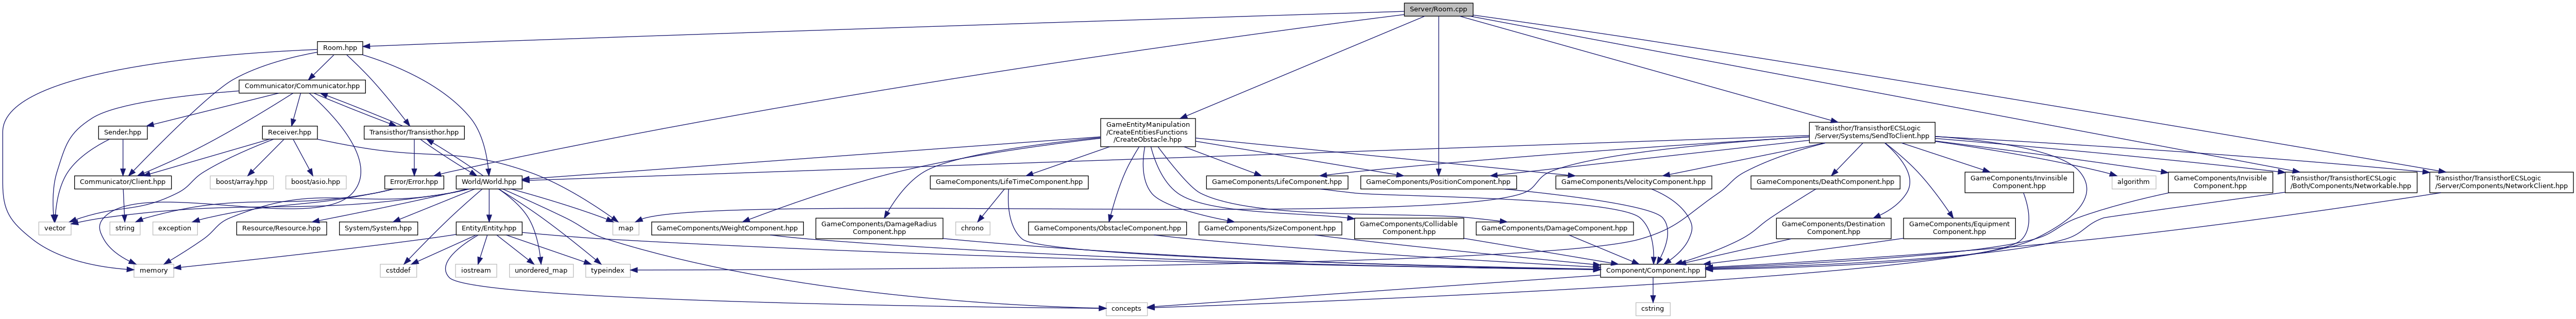 Server/Room.cpp
Room.hpp
Communicator/Communicator.hpp
Sender.hpp
Receiver.hpp
Transisthor/Transisthor.hpp
GameEntityManipulation
/CreateEntitiesFunctions
/CreateObstacle.hpp
Transisthor/TransisthorECSLogic
/Server/Systems/SendToClient.hpp
Communicator/Client.hpp
boost/array.hpp
boost/asio.hpp
Error/Error.hpp
World/World.hpp
GameComponents/LifeTimeComponent.hpp
GameComponents/LifeComponent.hpp
GameComponents/PositionComponent.hpp
GameComponents/VelocityComponent.hpp
GameComponents/DeathComponent.hpp
GameComponents/Invinsible
Component.hpp
algorithm
GameComponents/Invisible
Component.hpp
Transisthor/TransisthorECSLogic
/Both/Components/Networkable.hpp
Transisthor/TransisthorECSLogic
/Server/Components/NetworkClient.hpp
vector
string
exception
Resource/Resource.hpp
System/System.hpp
Entity/Entity.hpp
map
GameComponents/WeightComponent.hpp
GameComponents/DamageRadius
Component.hpp
chrono
GameComponents/ObstacleComponent.hpp
GameComponents/SizeComponent.hpp
GameComponents/Collidable
Component.hpp
GameComponents/DamageComponent.hpp
GameComponents/Destination
Component.hpp
GameComponents/Equipment
Component.hpp
memory
cstddef
iostream
unordered_map
typeindex
Component/Component.hpp
concepts
cstring